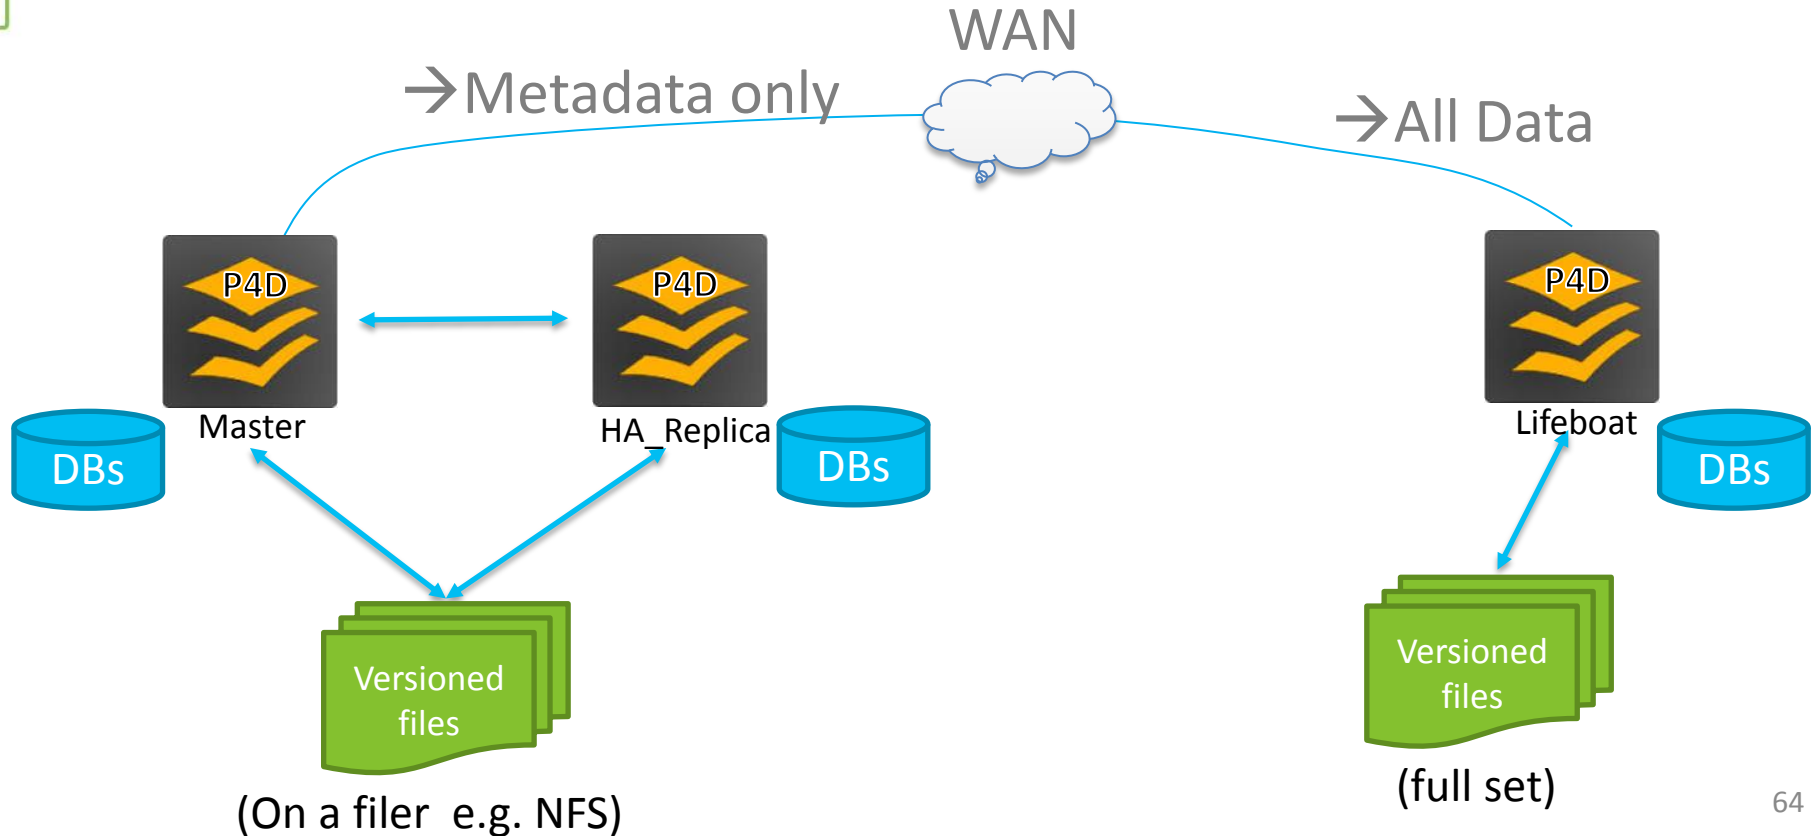 WAN
→Metadata only
→All Data
P4D
P4D
P4D
Master
HA_Replica
Lifeboat
DBs
DBs
DBs
Versioned
files
Versioned
files
(On a filer e.g. NFS)
(full set)
64